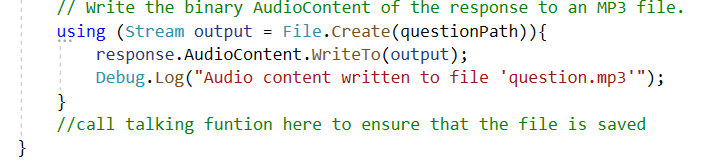 // Write the binary AudioContent of the response to an MP3 file.
using (Stream output = File.Create(questionPath)){
response.AudioContent.WriteTo(output);
Debug.Log("Audio content written to file 'question.mp3'");
}
//call talking funtion here to ensure that the file is saved
}